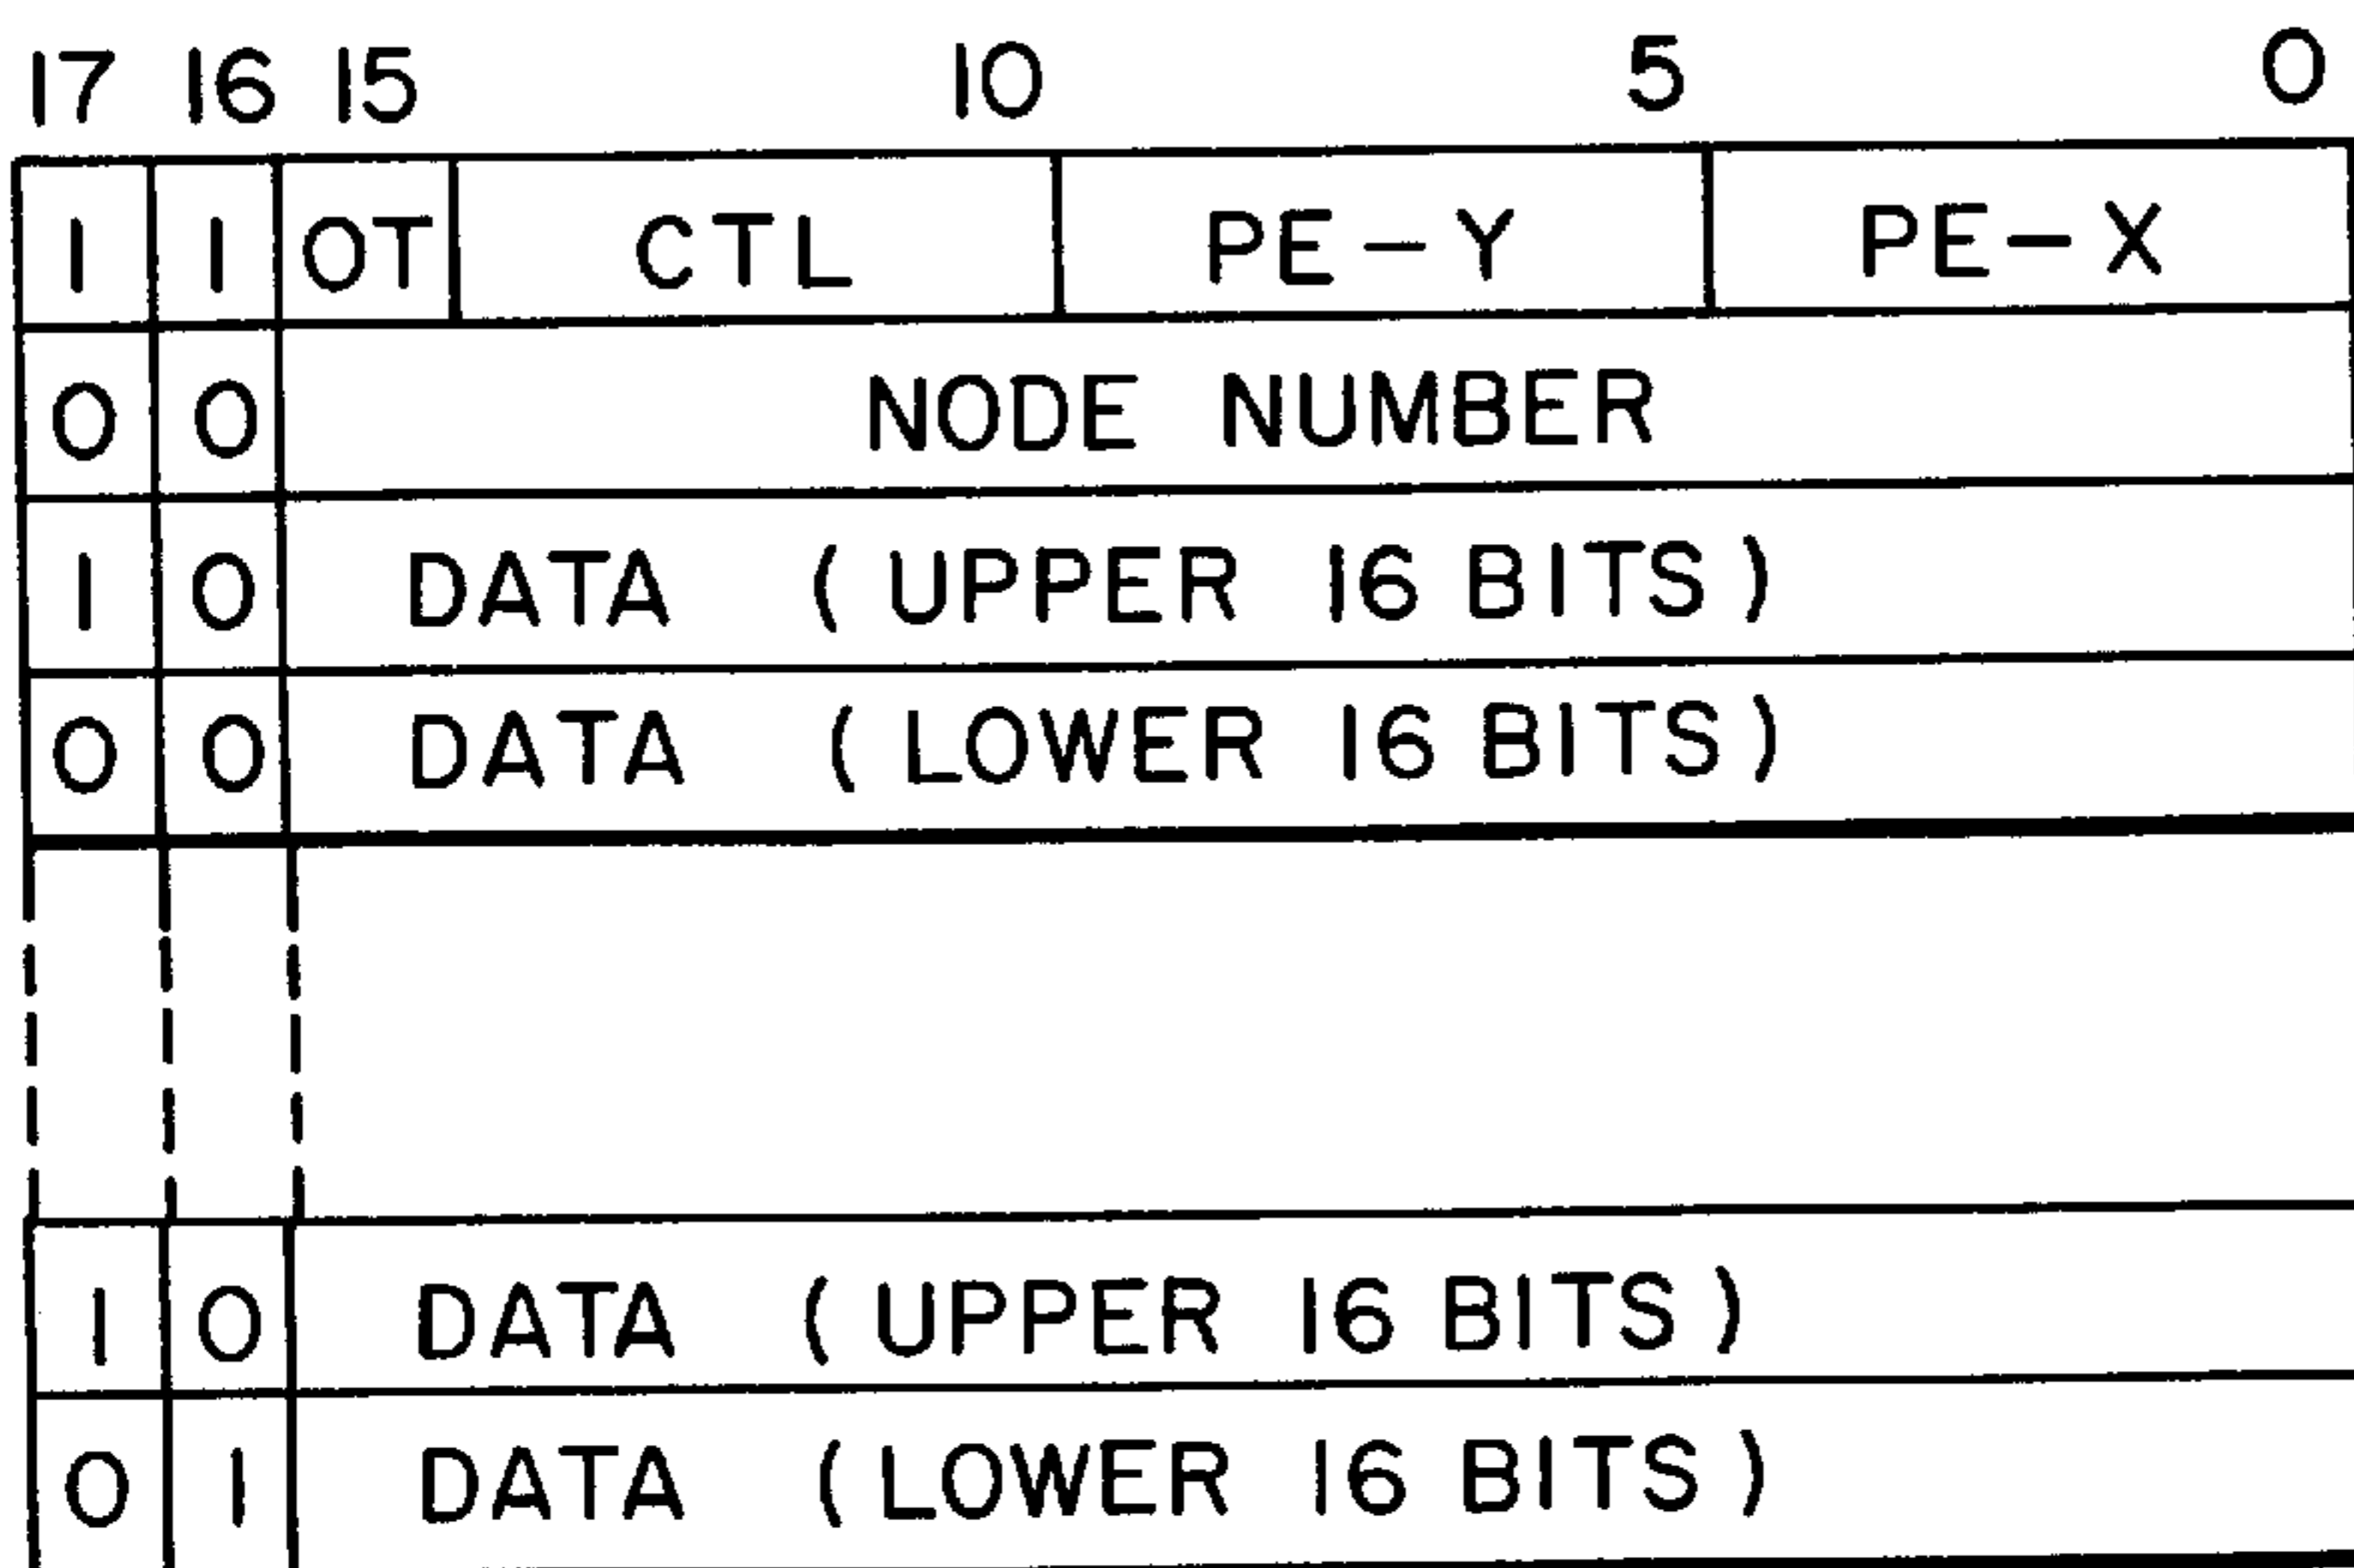 17 16 15 10 5 0
1 1 OT CTL PE-Y PE-X
0 0 NODE NUMBER
1 0 DATA (UPPER 16 BITS)
0 0 DATA (LOWER 16 BITS)
1 0 DATA (UPPER 16 BITS)
0 1 DATA (LOWER 16 BITS)